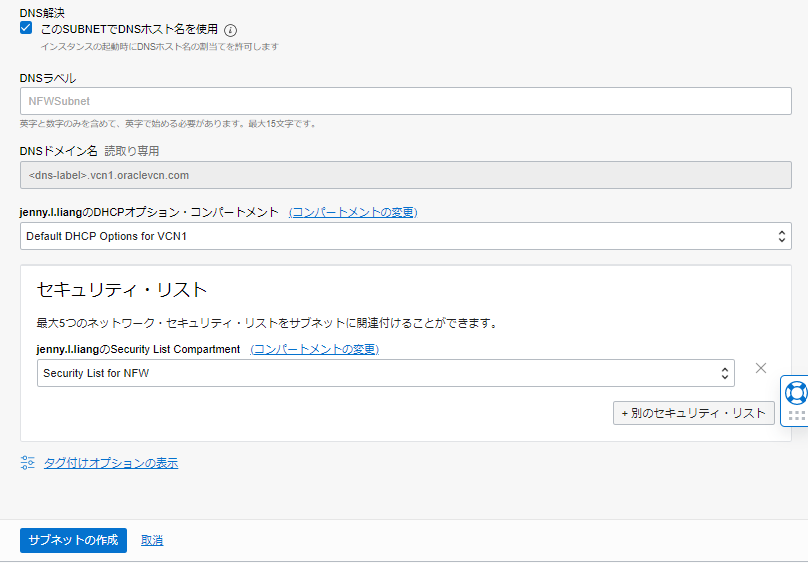 DNS解決
このSUBNETでDNSホスト名を使用
インスタンスの起動時にDNSホスト名の割当てを許可します
DNSラベル
NFWSubnet
英字と数字のみを含めて、英字で始める必要があります。最大15文字です。
DNSドメイン名 読取り専用
<dns-label>.vcn1.oraclevcn.com
jenny.l.liangのDHCPオプション・コンパートメント (コンパートメントの変更)
Default DHCP Options for VCN1
セキュリティ・リスト
最大5つのネットワーク・セキュリティ・リストをサブネットに関連付けることができます。
jenny.l.liangのSecurity List Compartment (コンパートメントの変更)
Security List for NFW
+ 別のセキュリティ・リスト
タグ付けオプションの表示
サブネットの作成 取消